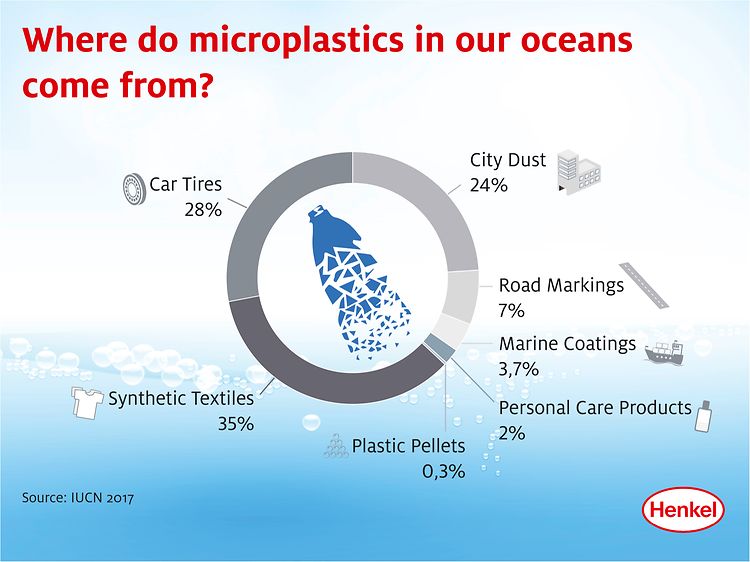 Where do microplastics in our oceans
come from?
City Dust
24%
Car Tires
28%
Road Markings
7%
Marine Coatings
3,7%
Synthetic Textiles
35%
Personal Care Products
2%
Plastic Pellets
0,3%
Source: IUCN 2017
Henkel